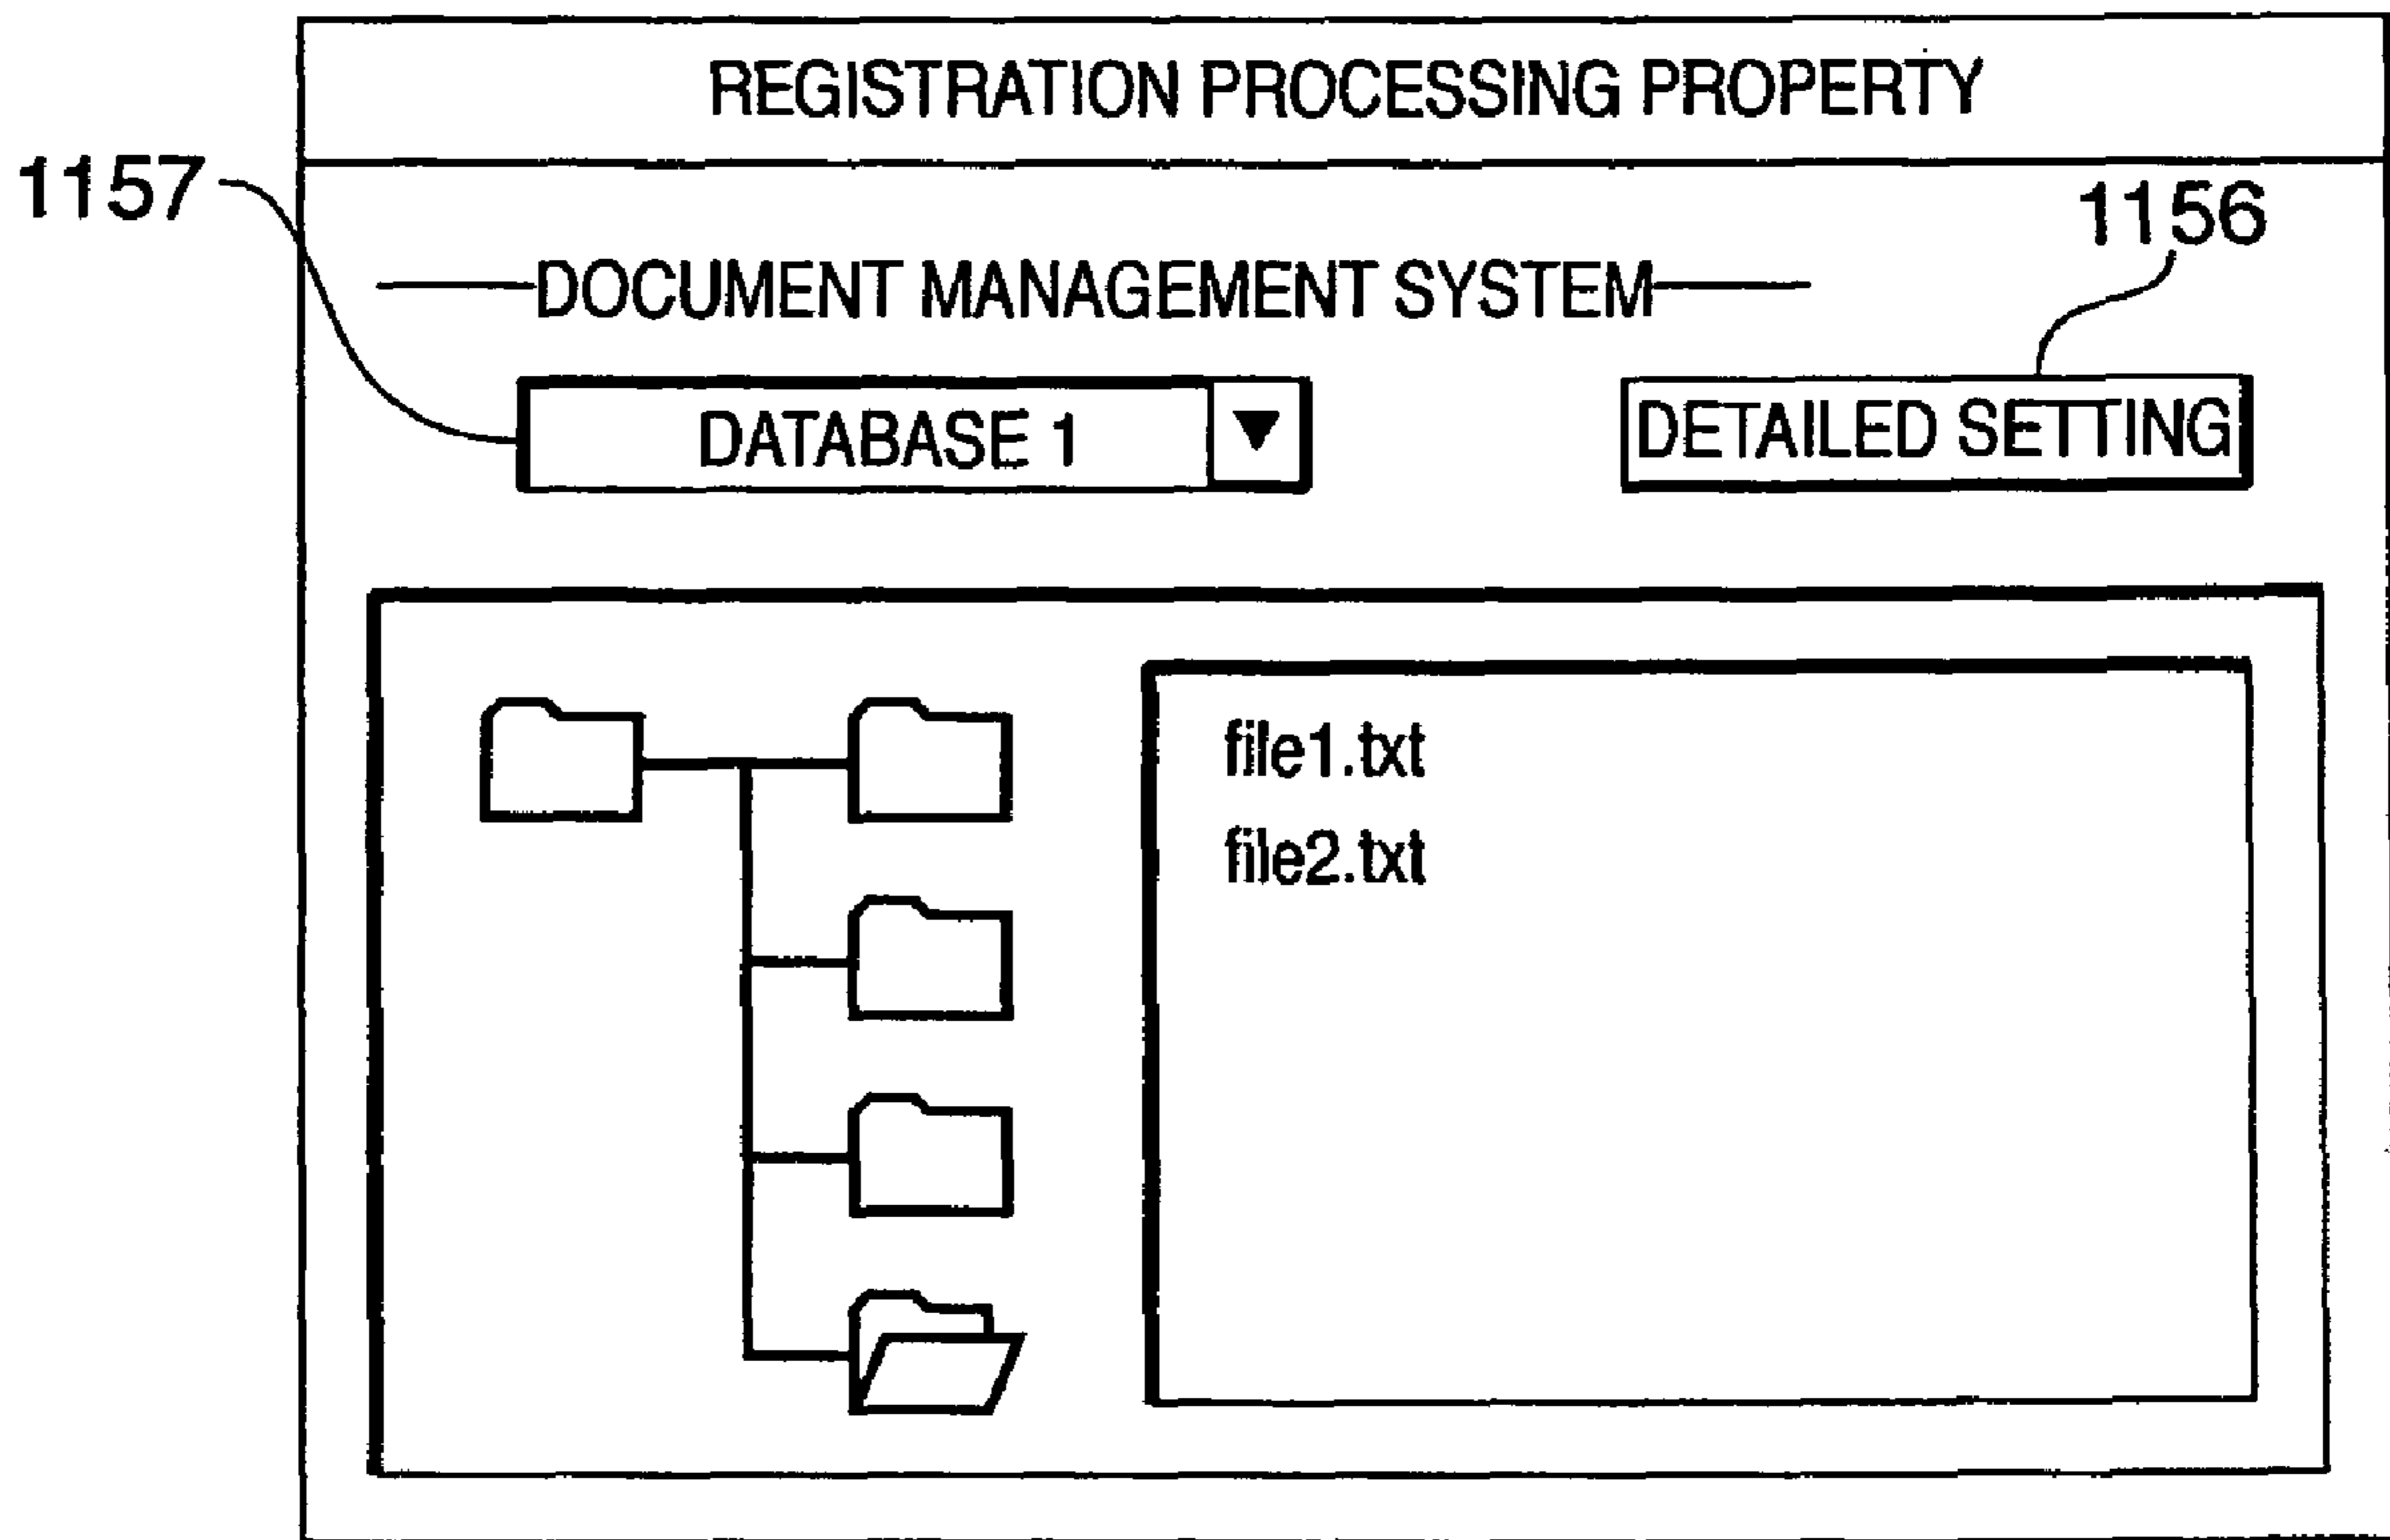 REGISTRATION PROCESSING PROPERTY
1157
1156
DOCUMENT MANAGEMENT SYSTEM
DATABASE 1
DETAILED SETTING
file1.txt
file2.txt